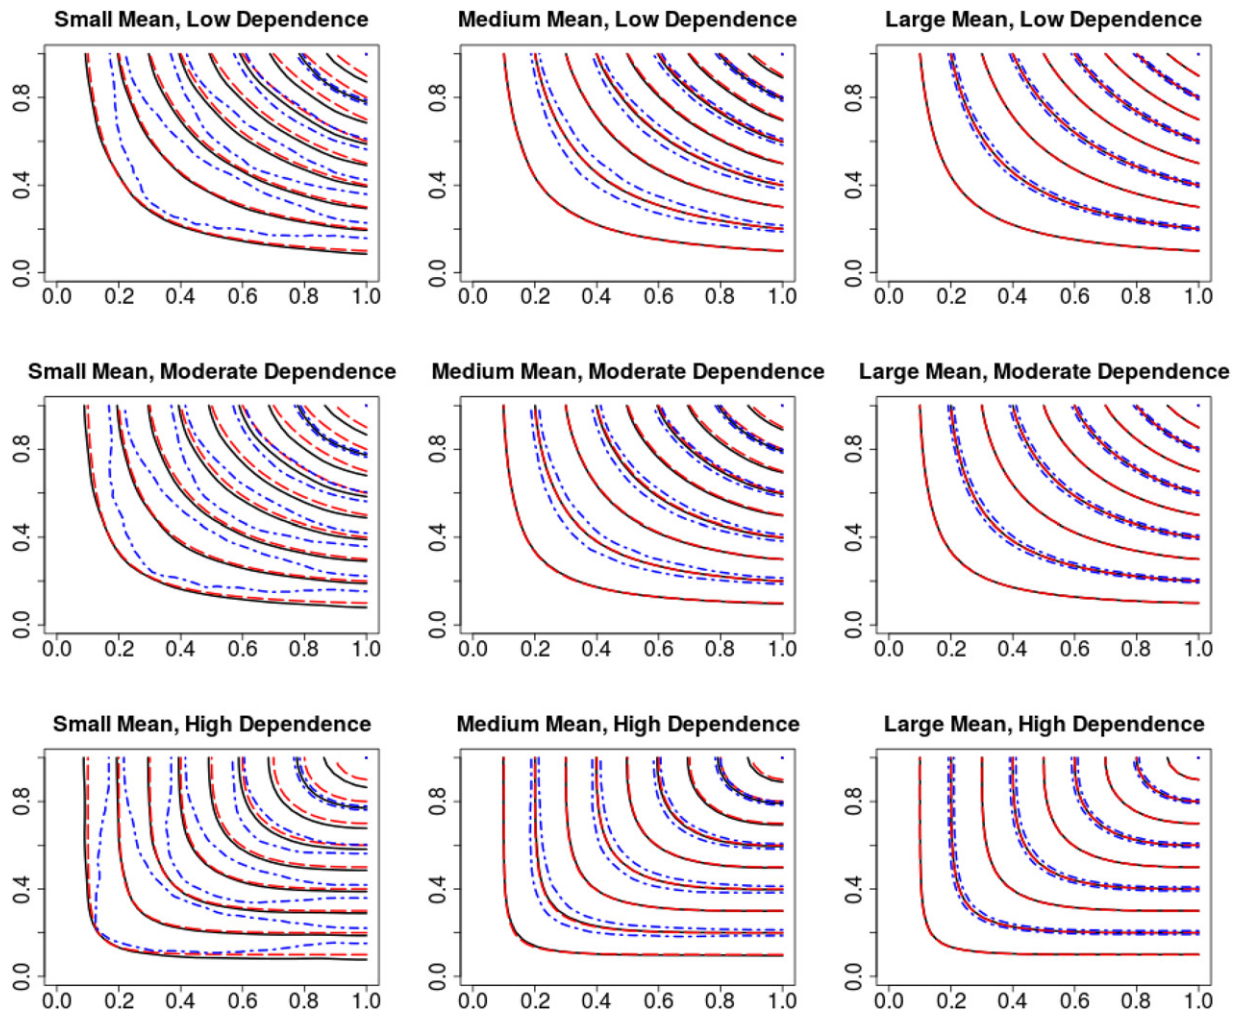 Small Mean, Low Dependence
Medium Mean, Low Dependence
Large Mean, Low Dependence
0.8
0.4
0.0
0.8
0.4
0.0
0.8
0.4
0.0
0.0 0.2 0.4 0.6 0.8 1.0
0.0 0.2 0.4 0.6 0.8 1.0
0.0 0.2 0.4 0.6 0.8 1.0
Small Mean, Moderate Dependence
Medium Mean, Moderate Dependence
Large Mean, Moderate Dependence
0.8
0.4
0.0
0.8
0.4
0.0
0.8
0.4
0.0
0.0 0.2 0.4 0.6 0.8 1.0
0.0 0.2 0.4 0.6 0.8 1.0
0.0 0.2 0.4 0.6 0.8 1.0
Small Mean, High Dependence
Medium Mean, High Dependence
Large Mean, High Dependence
0.8
0.4
0.0
0.8
0.4
0.0
0.8
0.4
0.0
0.0 0.2 0.4 0.6 0.8 1.0
0.0 0.2 0.4 0.6 0.8 1.0
0.0 0.2 0.4 0.6 0.8 1.0